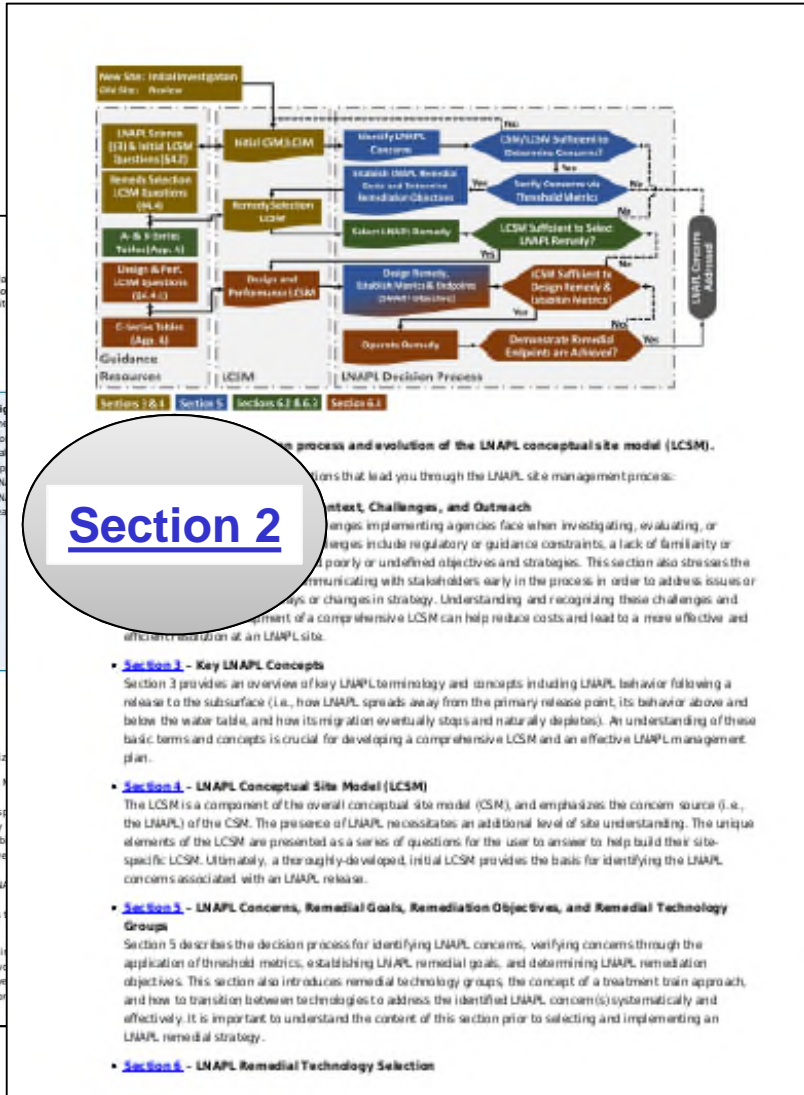 New Site: Initial Investigation
Old Site: Review
LNAPL Science
(§3) & Initial LCSM
Questions (§4.2)
Initial CSM/LCSM
Identify LNAPL
Concerns
CSM/LCSM Sufficient to
Determine Concerns?
No
Yes
Remedy Selection
LCSM Questions
(§4.4)
Remedy Selection
LCSM
Establish LNAPL Remedial
Goals and Determine
Remediation Objectives
Yes
Verify Concerns via
Threshold Metrics
No
No
A- & B-Series
Tables (App. A)
Select LNAPL Remedy
LCSM Sufficient to Select
LNAPL Remedy?
Yes
No
LNAPL Concerns
Addressed
Design & Perf.
LCSM Questions
Design and
Performance LCSM
Design Remedy,
Establish Metrics & Endpoints
(SMART Objectives)
LCSM Sufficient to
Design Remedy &
Establish Metrics?
Yes
No
C-Series Tables
(App. A)
Operate Remedy
Demonstrate Remedial
Endpoints are Achieved?
Yes
Guidance
Resources
LCSM
LNAPL Decision Process
Sections 3 & 4
Section 5
Sections 6.1 & 6.2
Section 6.3
process and evolution of the LNAPL conceptual site model (LCSM).
that lead you through the LNAPL site management process:
Section 2
Challenges, and Outreach
implementing agencies face when investigating, evaluating, or
include regulatory or guidance constraints, a lack of familiarity or
poorly or undefined objectives and strategies. This section also stresses the
communicating with stakeholders early in the process in order to address issues or
or changes in strategy. Understanding and recognizing these challenges and
of a comprehensive LCSM can help reduce costs and lead to a more effective and
efficient resolution at an LNAPL site.
• Section 3 – Key LNAPL Concepts
Section 3 provides an overview of key LNAPL terminology and concepts including LNAPL behavior following a
release to the subsurface (i.e., how LNAPL spreads away from the primary release point, its behavior above and
below the water table, and how its migration eventually stops and naturally depletes). An understanding of these
basic terms and concepts is crucial for developing a comprehensive LCSM and an effective LNAPL management
plan.
• Section 4 – LNAPL Conceptual Site Model (LCSM)
The LCSM is a component of the overall conceptual site model (CSM), and emphasizes the concern source (i.e.,
the LNAPL) of the CSM. The presence of LNAPL necessitates an additional level of site understanding. The unique
elements of the LCSM are presented as a series of questions for the user to answer to help build their site-
specific LCSM. Ultimately, a thoroughly-developed, initial LCSM provides the basis for identifying the LNAPL
concerns associated with an LNAPL release.
• Section 5 – LNAPL Concerns, Remedial Goals, Remediation Objectives, and Remedial Technology
Groups
Section 5 describes the decision process for identifying LNAPL concerns, verifying concerns through the
application of threshold metrics, establishing LNAPL remedial goals, and determining LNAPL remediation
objectives. This section also introduces remedial technology groups, the concept of a treatment train approach,
and how to transition between technologies to address the identified LNAPL concern(s) systematically and
effectively. It is important to understand the content of this section prior to selecting and implementing an
LNAPL remedial strategy.
• Section 6 – LNAPL Remedial Technology Selection